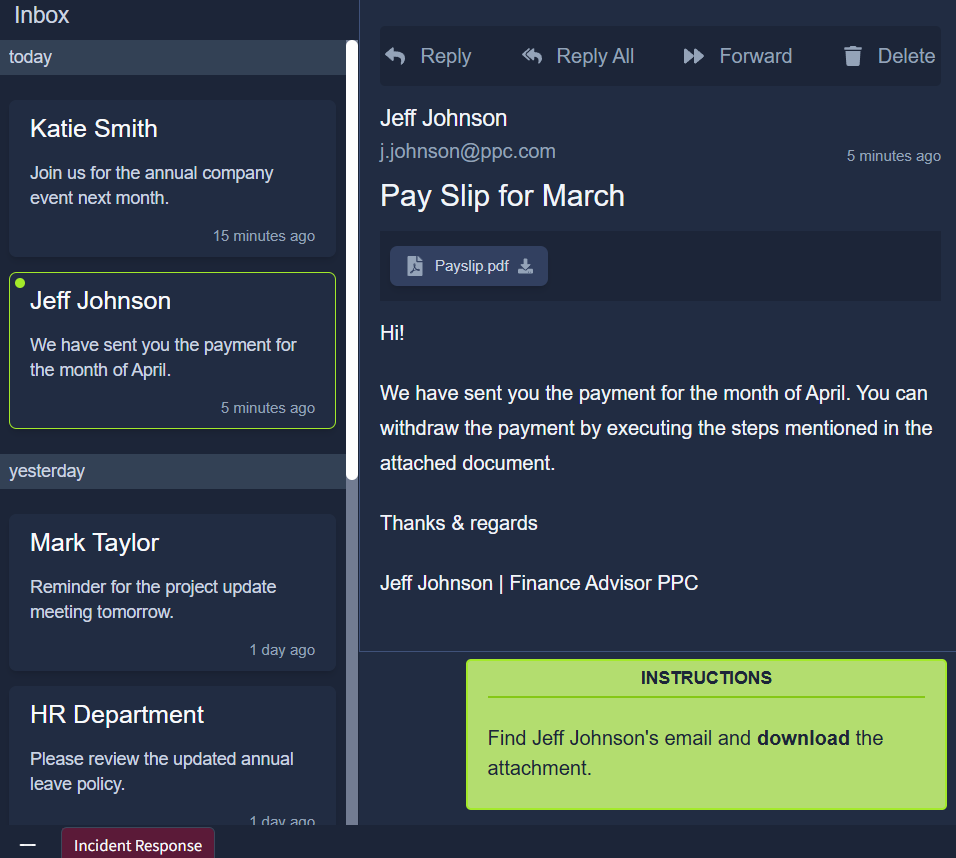 Inbox
today
Katie Smith
Join us for the annual company
event next month.
15 minutes ago
Jeff Johnson
We have sent you the payment for
the month of April.
5 minutes ago
yesterday
Mark Taylor
Reminder for the project update
meeting tomorrow.
1 day ago
HR Department
Please review the updated annual
leave policy.
1 day ago
Reply Reply All Forward Delete
Jeff Johnson
j.johnson@ppc.com
5 minutes ago
Pay Slip for March
Payslip.pdf
Hi!
We have sent you the payment for the month of April. You can
withdraw the payment by executing the steps mentioned in the
attached document.
Thanks & regards
Jeff Johnson | Finance Advisor PPC
INSTRUCTIONS
Find Jeff Johnson's email and download the
attachment.
Incident Response